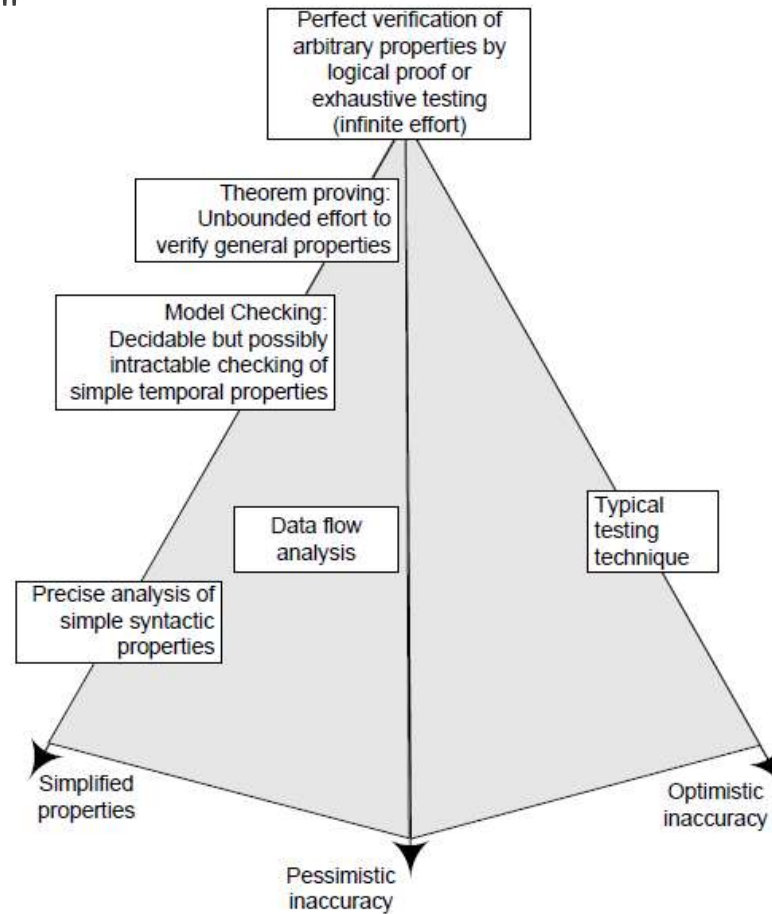 Perfect verification of
arbitrary properties by
logical proof or
exhaustive testing
(infinite effort)
Theorem proving:
Unbounded effort to
verify general properties
Model Checking:
Decidable but possibly
intractable checking of
simple temporal properties
Data flow
analysis
Typical
testing
technique
Precise analysis of
simple syntactic
properties
Simplified
properties
Optimistic
inaccuracy
Pessimistic
inaccuracy